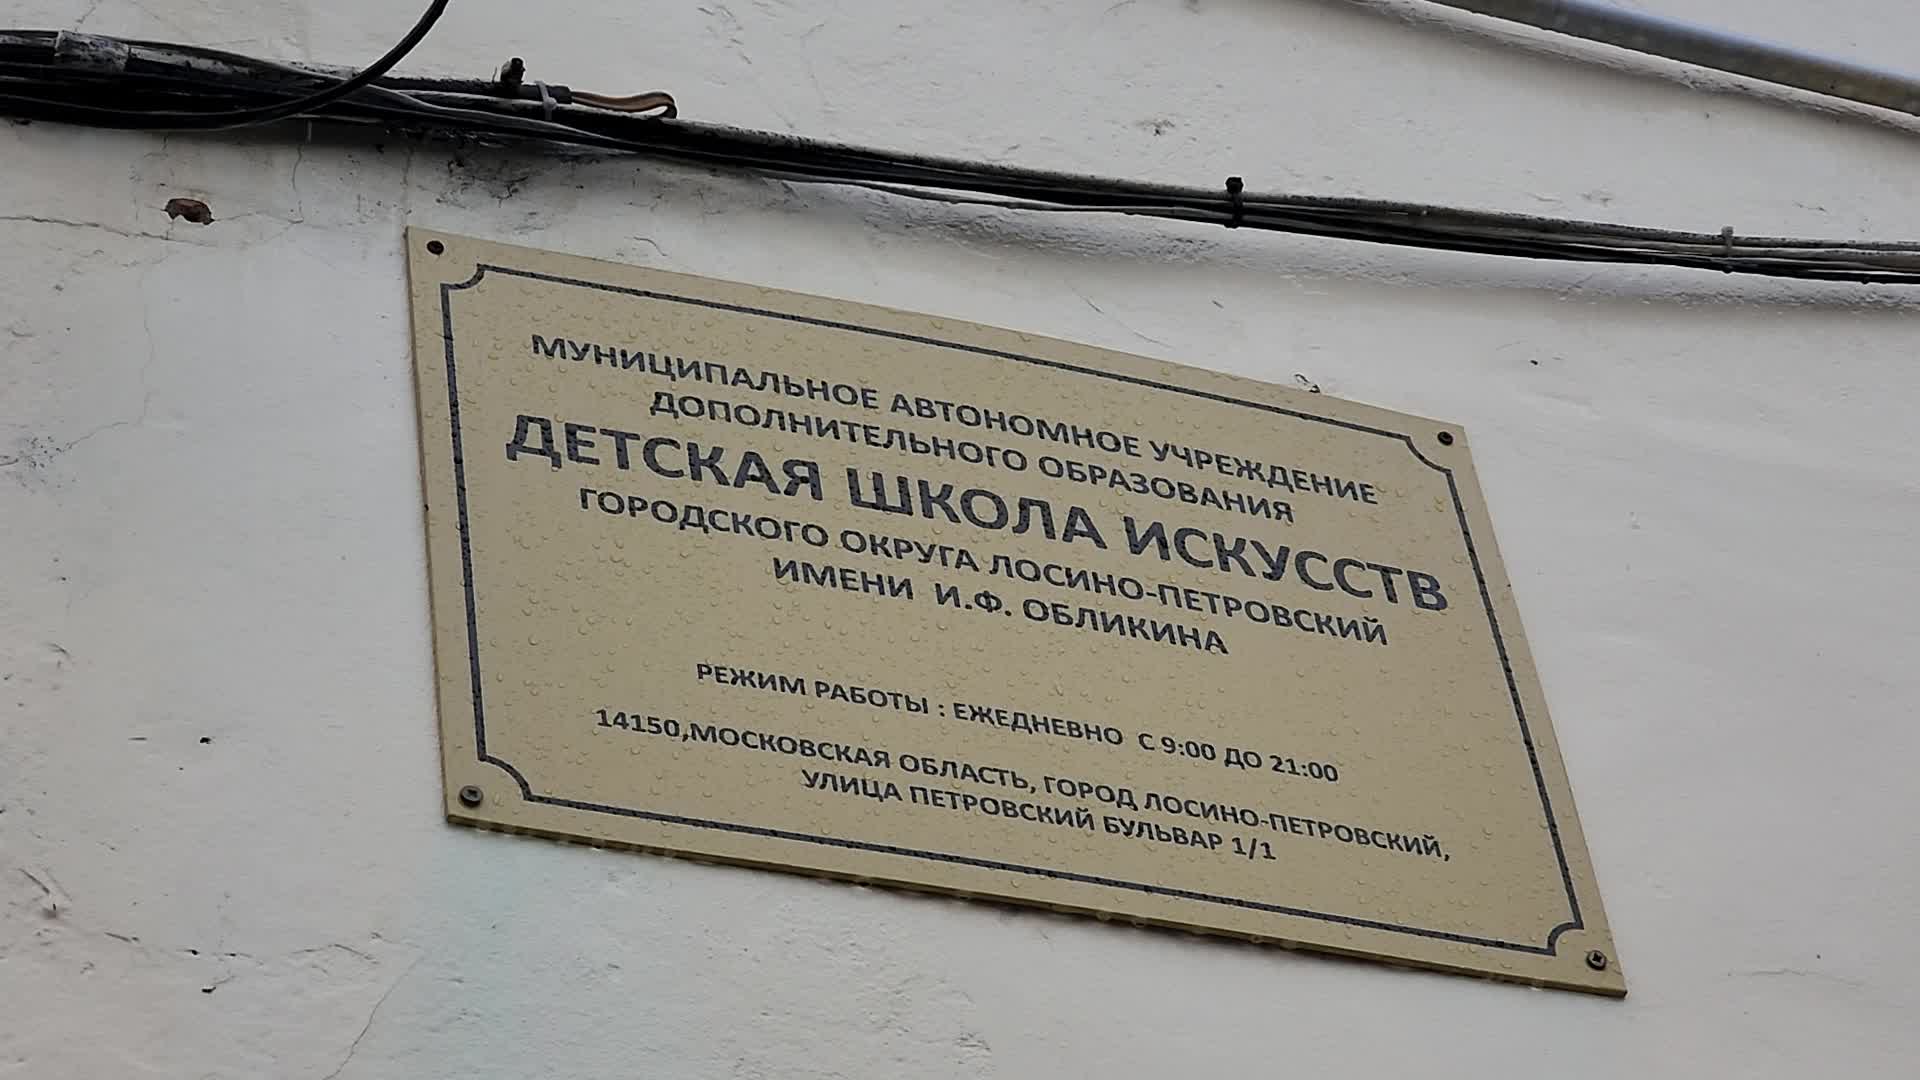 МУНИЦИПАЛЬНОЕ АВТОНОМНОЕ УЧРЕЖДЕНИЕ
ДОПОЛНИТЕЛЬНОГО ОБРАЗОВАНИЯ
ДЕТСКАЯ ШКОЛА ИСКУССТВ
ГОРОДСКОГО ОКРУГА ЛОСИНО-ПЕТРОВСКИЙ
ИМЕНИ И.Ф. ОБЛИКИНА
РЕЖИМ РАБОТЫ : ЕЖЕДНЕВНО С 9:00 ДО 21:00
14150,МОСКОВСКАЯ ОБЛАСТЬ, ГОРОД ЛОСИНО-ПЕТРОВСКИЙ,
УЛИЦА ПЕТРОВСКИЙ БУЛЬВАР 1/1